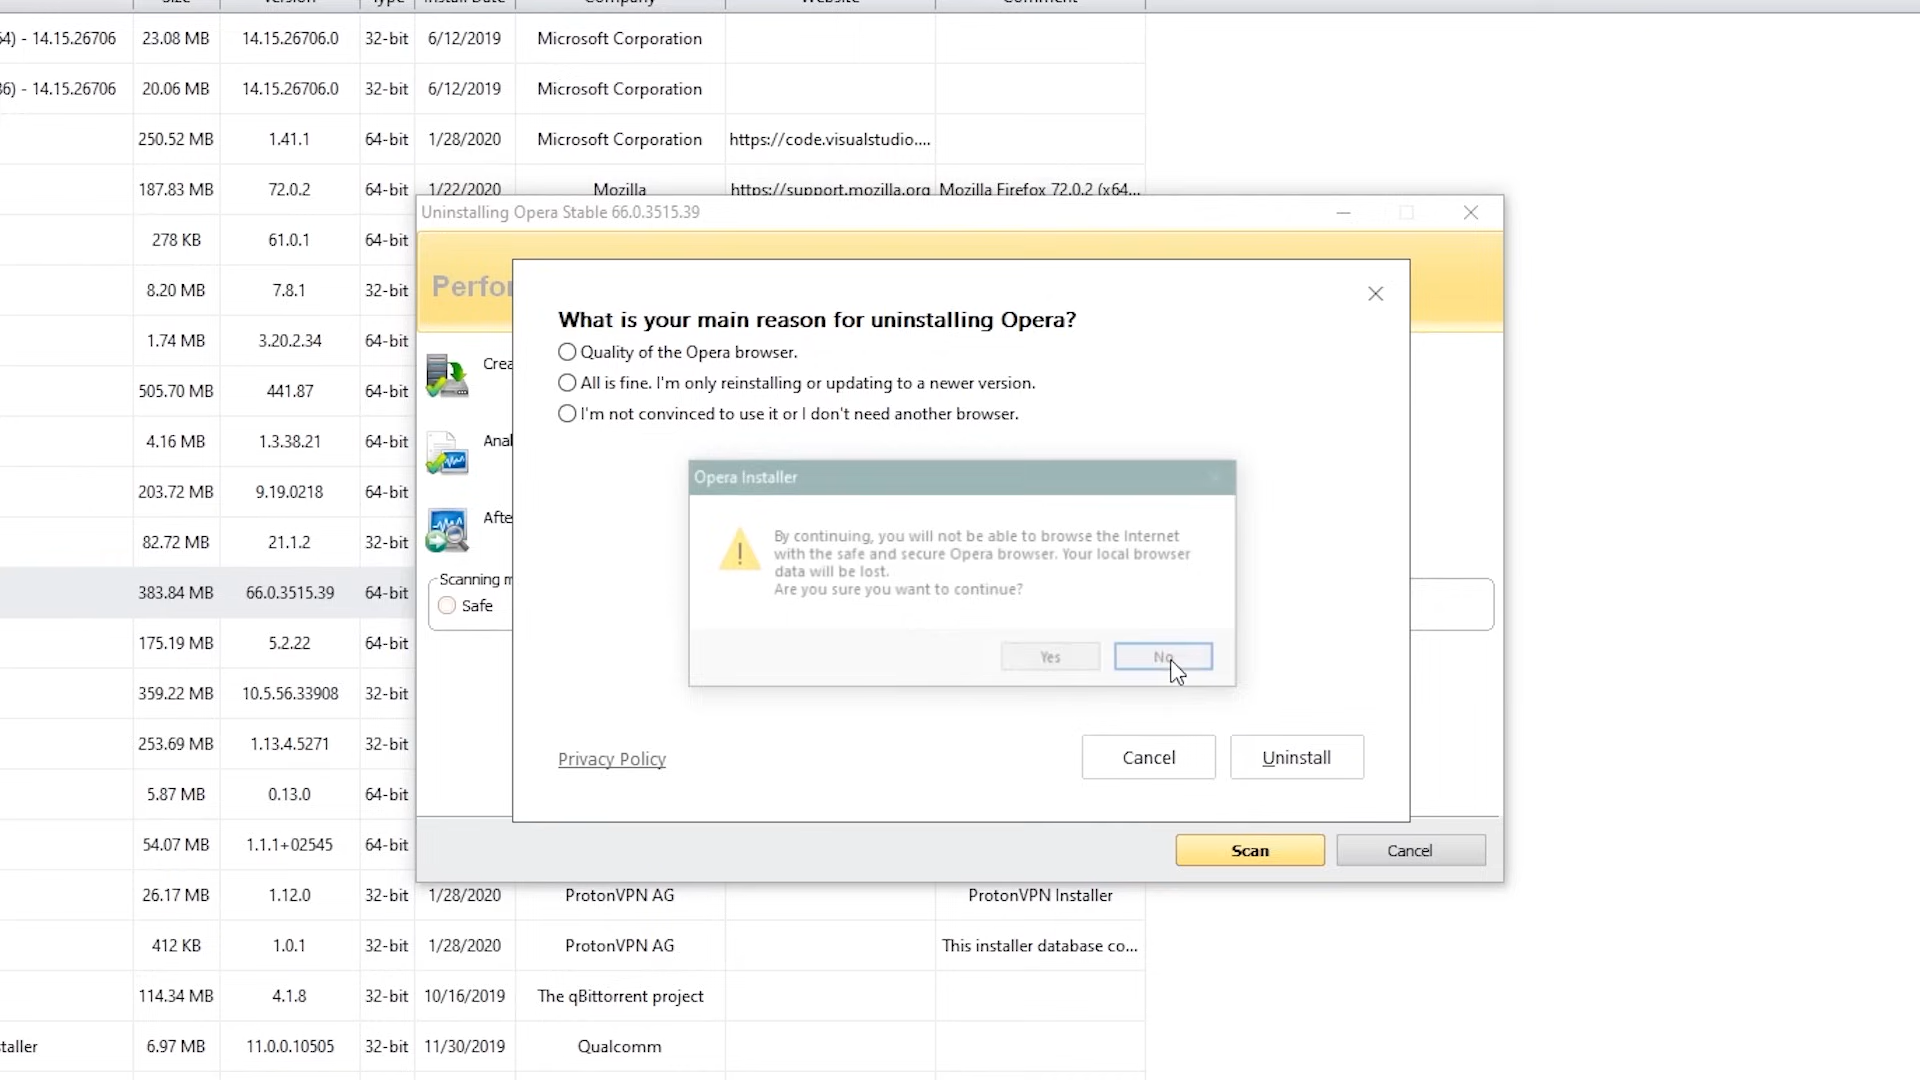 64) - 14.15.26706 23.08 MB 14.15.26706.0 32-bit 6/12/2019 Microsoft Corporation
86) - 14.15.26706 20.06 MB 14.15.26706.0 32-bit 6/12/2019 Microsoft Corporation
250.52 MB 1.41.1 64-bit 1/28/2020 Microsoft Corporation https://code.visualstudio....
187.83 MB 72.0.2 64-bit 1/22/2020 Mozilla https://support.mozilla.org Mozilla Firefox 72.0.2 (x64...
278 KB 61.0.1 64-bit
8.20 MB 7.8.1 32-bit
1.74 MB 3.20.2.34 64-bit
505.70 MB 441.87 64-bit
4.16 MB 1.3.38.21 64-bit
203.72 MB 9.19.0218 64-bit
82.72 MB 21.1.2 32-bit
383.84 MB 66.0.3515.39 64-bit
175.19 MB 5.2.22 64-bit
359.22 MB 10.5.56.33908 32-bit
253.69 MB 1.13.4.5271 32-bit
5.87 MB 0.13.0 64-bit
54.07 MB 1.1.1+02545 64-bit
26.17 MB 1.12.0 32-bit 1/28/2020 ProtonVPN AG ProtonVPN Installer
412 KB 1.0.1 32-bit 1/28/2020 ProtonVPN AG This installer database co...
114.34 MB 4.1.8 32-bit 10/16/2019 The qBittorrent project
staller 6.97 MB 11.0.0.10505 32-bit 11/30/2019 Qualcomm
Uninstalling Opera Stable 66.0.3515.39
Perfor
Crea
Anal
Afte
Scanning m
Safe
What is your main reason for uninstalling Opera?
Quality of the Opera browser.
All is fine. I'm only reinstalling or updating to a newer version.
I'm not convinced to use it or I don't need another browser.
Opera Installer
By continuing, you will not be able to browse the Internet
with the safe and secure Opera browser. Your local browser
data will be lost.
Are you sure you want to continue?
Yes No
Privacy Policy
Cancel Uninstall
Scan Cancel